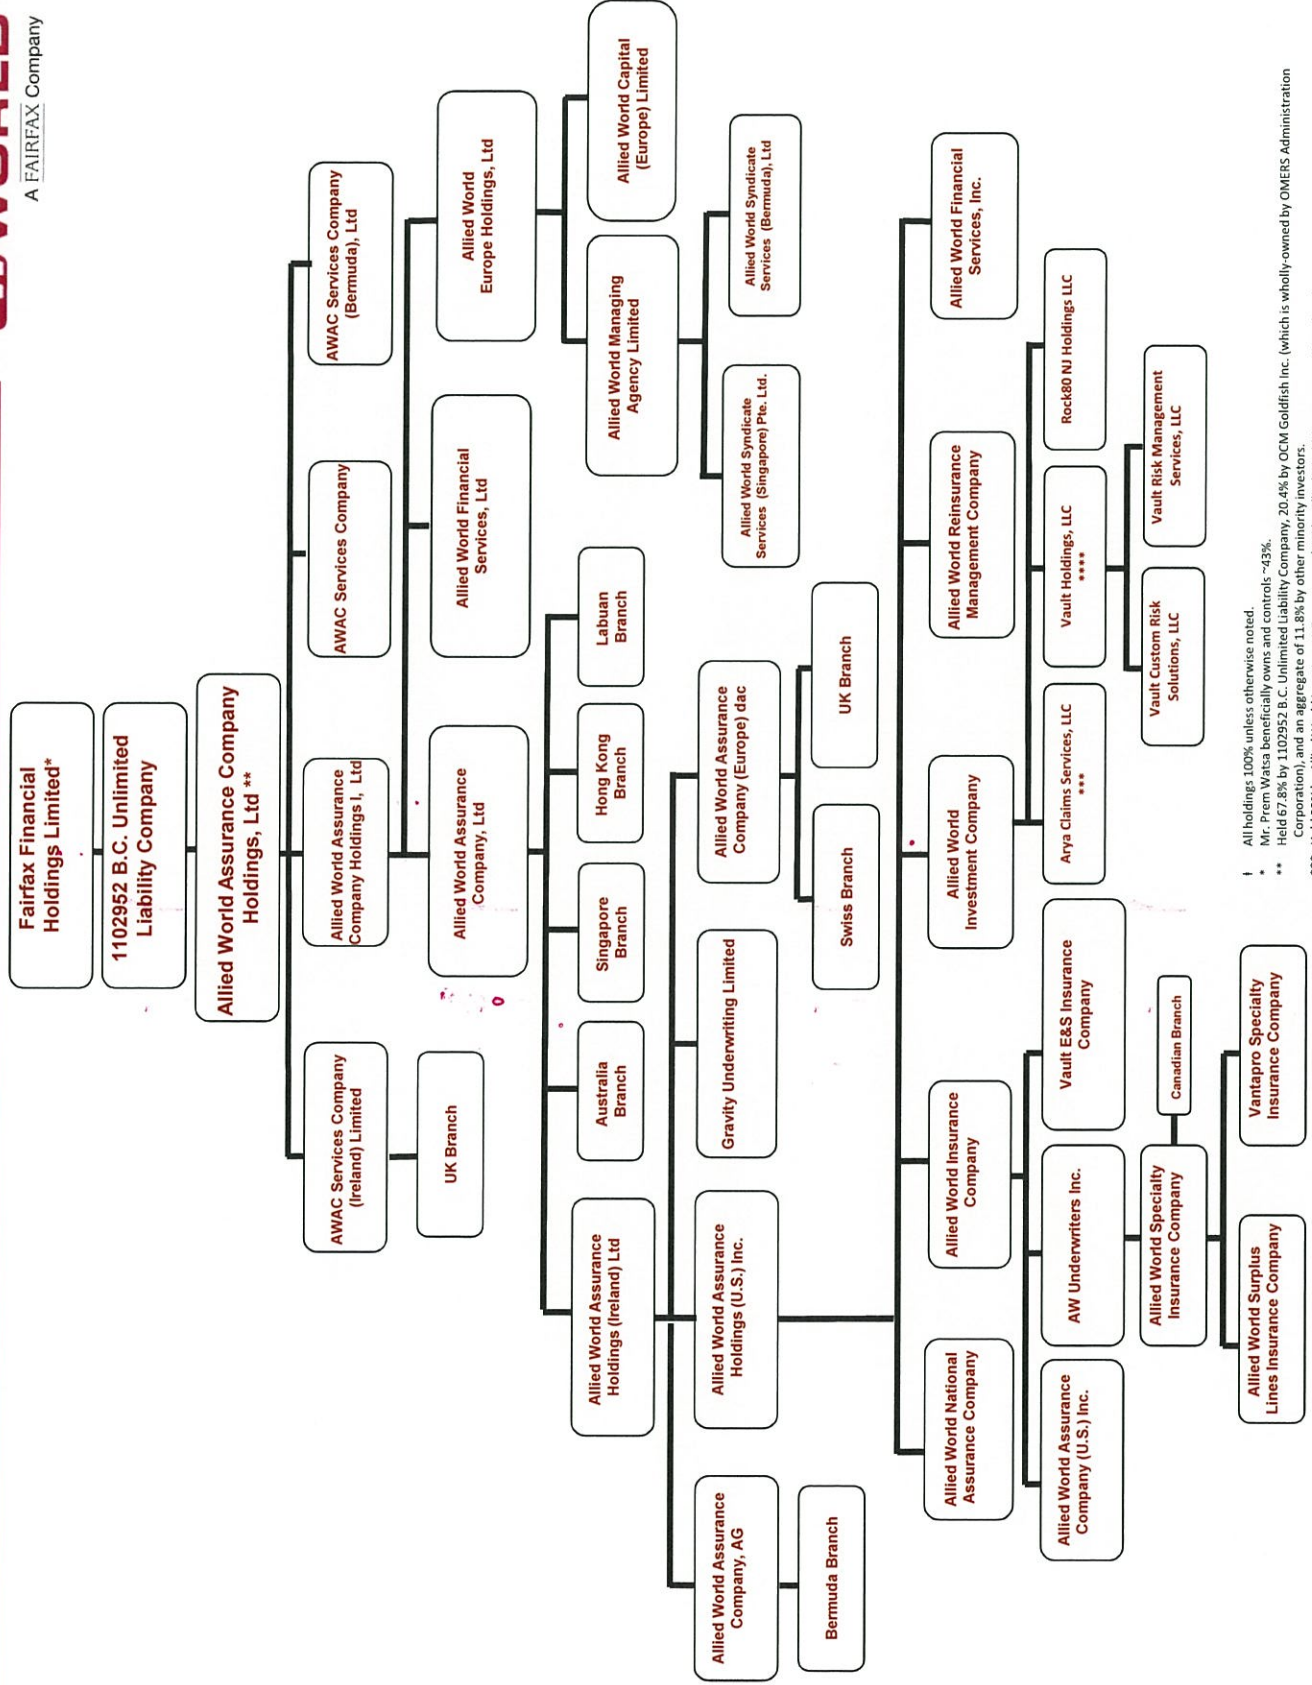 A FAIRFAX Company
Fairfax Financial
Holdings Limited*
1102952 B.C. Unlimited
Liability Company
Allied World Assurance Company
Holdings, Ltd **
AWAC Services Company
(Ireland) Limited
Allied World Assurance
Company Holdings I, Ltd
AWAC Services Company
AWAC Services Company
(Bermuda), Ltd
UK Branch
Allied World Assurance
Company, Ltd
Allied World Financial
Services, Ltd
Allied World
Europe Holdings, Ltd
Allied World Assurance
Holdings (Ireland) Ltd
Australia
Branch
Singapore
Branch
Hong Kong
Branch
Labuan
Branch
Allied World Managing
Agency Limited
Allied World Capital
(Europe) Limited
Allied World Assurance
Company, AG
Allied World Assurance
Holdings (U.S.) Inc.
Gravity Underwriting Limited
Allied World Assurance
Company (Europe) dac
Allied World Syndicate
Services (Singapore) Pte. Ltd.
Allied World Syndicate
Services (Bermuda), Ltd
Bermuda Branch
Swiss Branch
UK Branch
Allied World National
Assurance Company
Allied World Insurance
Company
Allied World
Investment Company
Allied World Reinsurance
Management Company
Allied World Financial
Services, Inc.
Allied World Assurance
Company (U.S.) Inc.
AW Underwriters Inc.
Vault E&S Insurance
Company
Arya Claims Services, LLC
***
Vault Holdings, LLC
****
Rock80 NJ Holdings LLC
Allied World Specialty
Insurance Company
Canadian Branch
Vault Custom Risk
Solutions, LLC
Vault Risk Management
Services, LLC
Allied World Surplus
Lines Insurance Company
Vantapro Specialty
Insurance Company
ƚ All holdings 100% unless otherwise noted.
* Mr. Prem Watsa beneficially owns and controls ~43%.
** Held 67.8% by 1102952 B.C. Unlimited Liability Company, 20.4% by OCM Goldfish Inc. (which is wholly-owned by OMERS Administration
Corporation), and an aggregate of 11.8% by other minority investors.